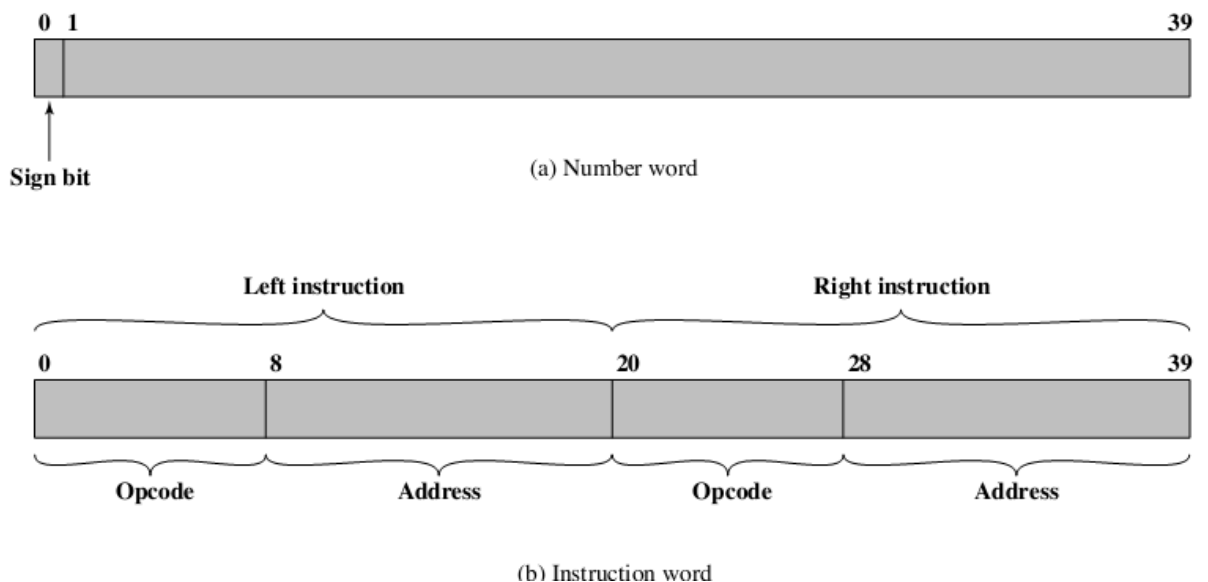 0 1 39
Sign bit
(a) Number word
Left instruction Right instruction
0 8 20 28 39
Opcode Address Opcode Address
(b) Instruction word